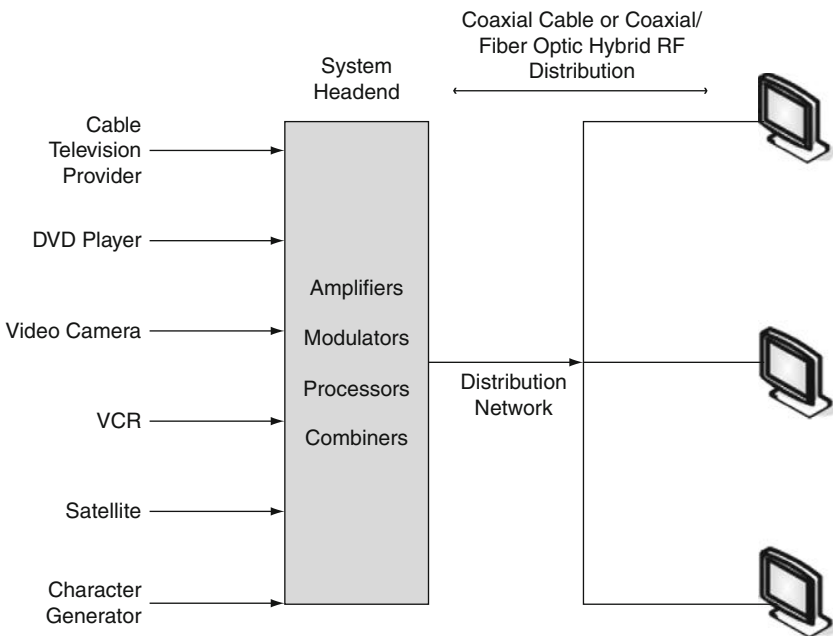 Coaxial Cable or Coaxial/
Fiber Optic Hybrid RF
Distribution
System
Headend
Cable
Television
Provider
DVD Player
Video Camera
VCR
Satellite
Character
Generator
Amplifiers
Modulators
Processors
Combiners
Distribution
Network